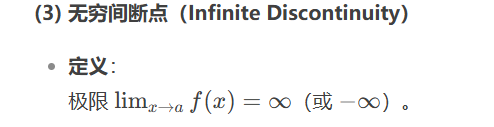 (3) 无穷间断点（Infinite Discontinuity）
• 定义：
极限 lim_{x→a} f(x) = ∞（或 −∞）。